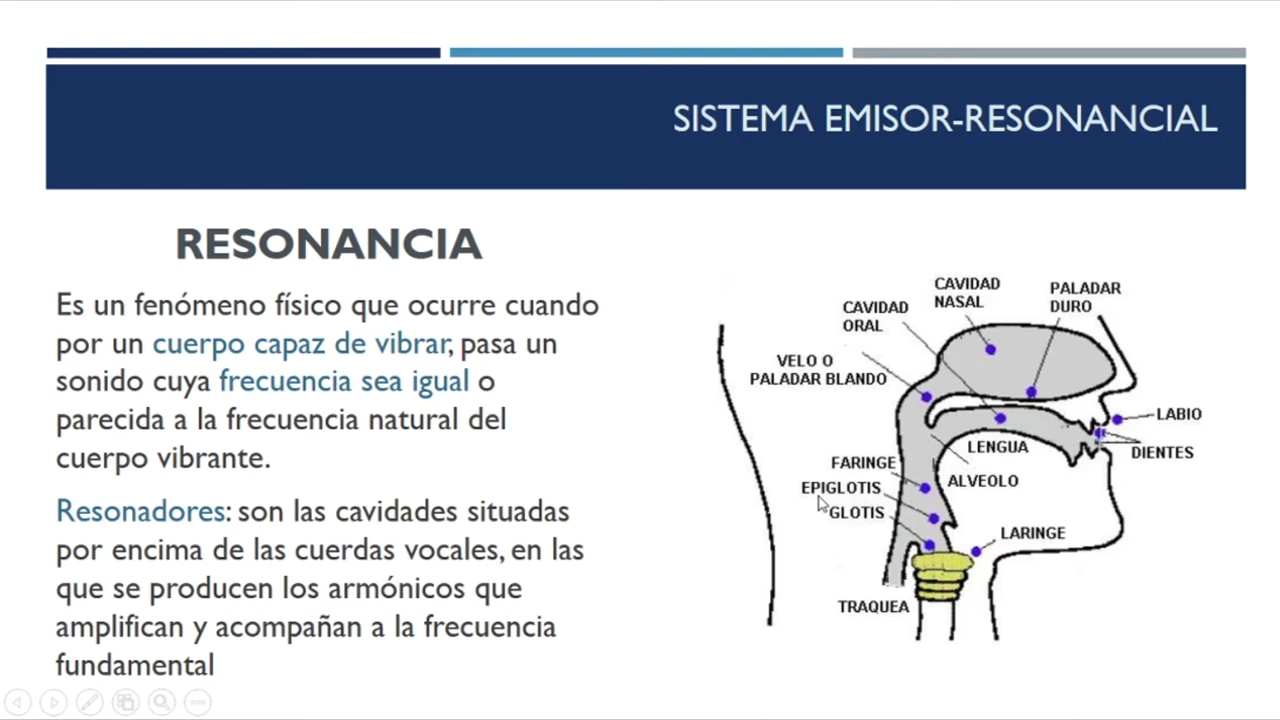 SISTEMA EMISOR-RESONANCIAL
RESONANCIA
Es un fenómeno físico que ocurre cuando
por un cuerpo capaz de vibrar, pasa un
sonido cuya frecuencia sea igual o
parecida a la frecuencia natural del
cuerpo vibrante.
Resonadores: son las cavidades situadas
por encima de las cuerdas vocales, en las
que se producen los armónicos que
amplifican y acompañan a la frecuencia
fundamental
CAVIDAD
NASAL
PALADAR
DURO
CAVIDAD
ORAL
VELO O
PALADAR BLANDO
LABIO
DIENTES
LENGUA
FARINGE
ALVEOLO
EPIGLOTIS
GLOTIS
LARINGE
TRAQUEA